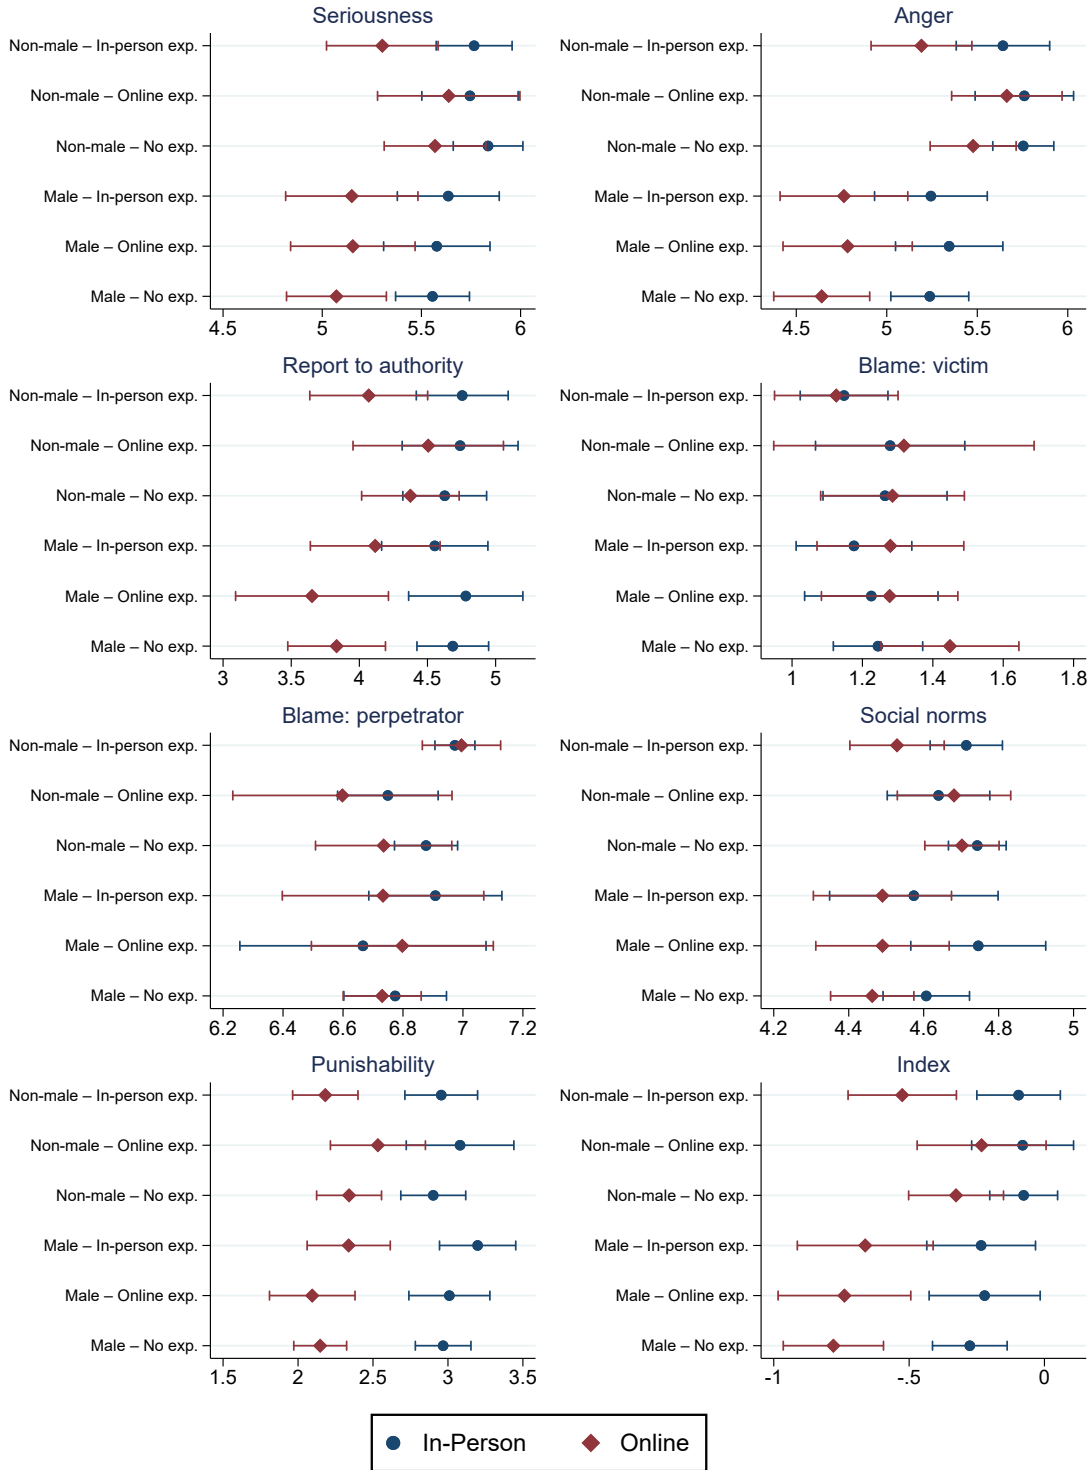 Seriousness
Non-male – In-person exp.
Non-male – Online exp.
Non-male – No exp.
Male – In-person exp.
Male – Online exp.
Male – No exp.
4.5 5 5.5 6
Anger
Non-male – In-person exp.
Non-male – Online exp.
Non-male – No exp.
Male – In-person exp.
Male – Online exp.
Male – No exp.
4.5 5 5.5 6
Report to authority
Non-male – In-person exp.
Non-male – Online exp.
Non-male – No exp.
Male – In-person exp.
Male – Online exp.
Male – No exp.
3 3.5 4 4.5 5
Blame: victim
Non-male – In-person exp.
Non-male – Online exp.
Non-male – No exp.
Male – In-person exp.
Male – Online exp.
Male – No exp.
1 1.2 1.4 1.6 1.8
Blame: perpetrator
Non-male – In-person exp.
Non-male – Online exp.
Non-male – No exp.
Male – In-person exp.
Male – Online exp.
Male – No exp.
6.2 6.4 6.6 6.8 7 7.2
Social norms
Non-male – In-person exp.
Non-male – Online exp.
Non-male – No exp.
Male – In-person exp.
Male – Online exp.
Male – No exp.
4.2 4.4 4.6 4.8 5
Punishability
Non-male – In-person exp.
Non-male – Online exp.
Non-male – No exp.
Male – In-person exp.
Male – Online exp.
Male – No exp.
1.5 2 2.5 3 3.5
Index
Non-male – In-person exp.
Non-male – Online exp.
Non-male – No exp.
Male – In-person exp.
Male – Online exp.
Male – No exp.
-1 -.5 0
In-Person Online